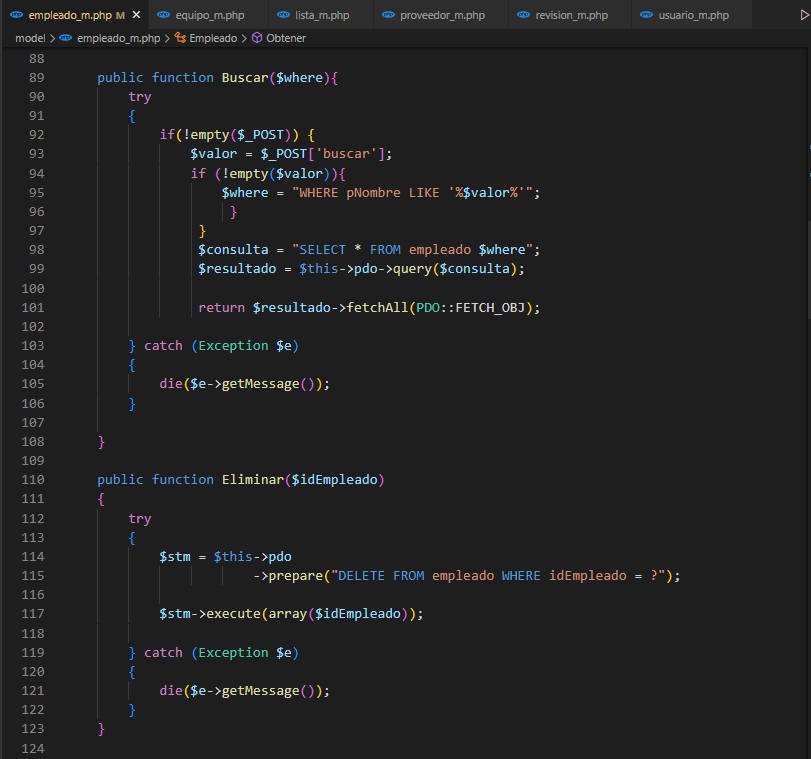 empleado_m.php M × equipo_m.php lista_m.php proveedor_m.php revision_m.php usuario_m.php
model > empleado_m.php > Empleado > Obtener
88
89 public function Buscar($where){
90 try
91 {
92 if(!empty($_POST)) {
93 $valor = $_POST['buscar'];
94 if (!empty($valor)){
95 $where = "WHERE pNombre LIKE '%$valor%'";
96 }
97 }
98 $consulta = "SELECT * FROM empleado $where";
99 $resultado = $this->pdo->query($consulta);
100
101 return $resultado->fetchAll(PDO::FETCH_OBJ);
102
103 } catch (Exception $e)
104 {
105 die($e->getMessage());
106 }
107
108 }
109
110 public function Eliminar($idEmpleado)
111 {
112 try
113 {
114 $stm = $this->pdo
115 ->prepare("DELETE FROM empleado WHERE idEmpleado = ?");
116
117 $stm->execute(array($idEmpleado));
118
119 } catch (Exception $e)
120 {
121 die($e->getMessage());
122 }
123 }
124